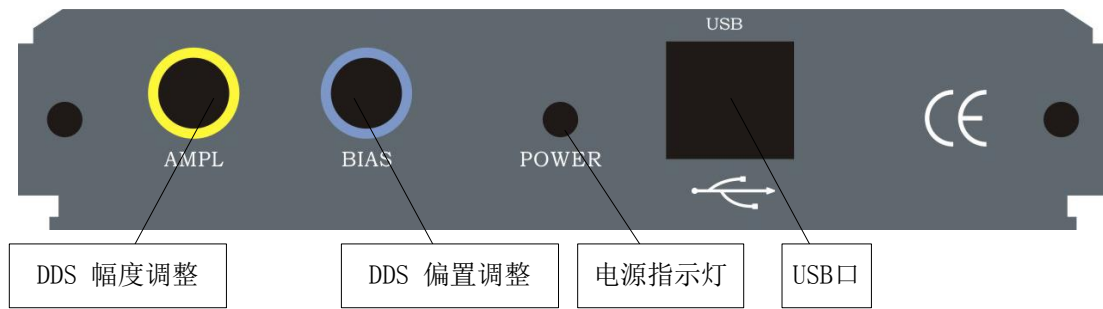 USB
AMPL
BIAS
POWER
CE
DDS 幅度调整
DDS 偏置调整
电源指示灯
USB口